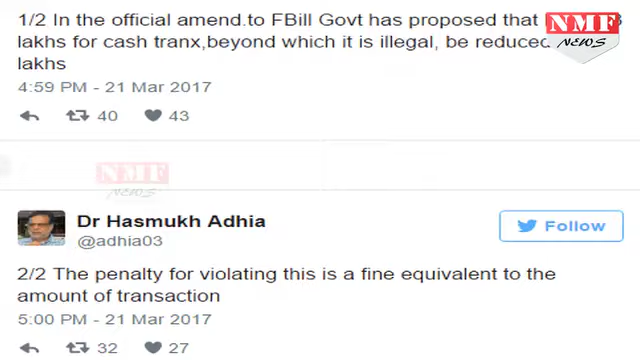 1/2 In the official amend.to FBill Govt has proposed that
lakhs for cash tranx,beyond which it is illegal, be reduced
lakhs
4:59 PM - 21 Mar 2017
40 43
NMF
NEWS
NMF
NEWS
Dr Hasmukh Adhia
@adhia03
Follow
2/2 The penalty for violating this is a fine equivalent to the
amount of transaction
5:00 PM - 21 Mar 2017
32 27